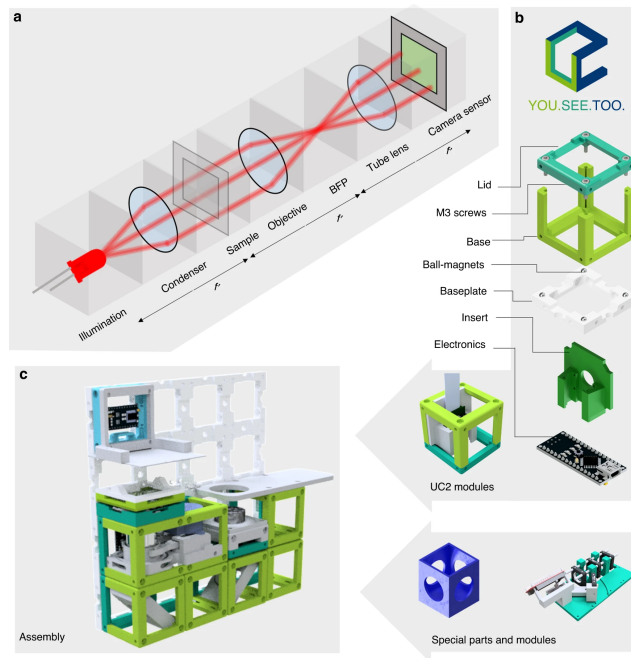 a
Illumination
Condenser
Sample
Objective
BFP
Tube lens
Camera sensor
f'
f'
f'
b
YOU.SEE.TOO.
Lid
M3 screws
Base
Ball-magnets
Baseplate
Insert
Electronics
UC2 modules
Special parts and modules
c
Assembly